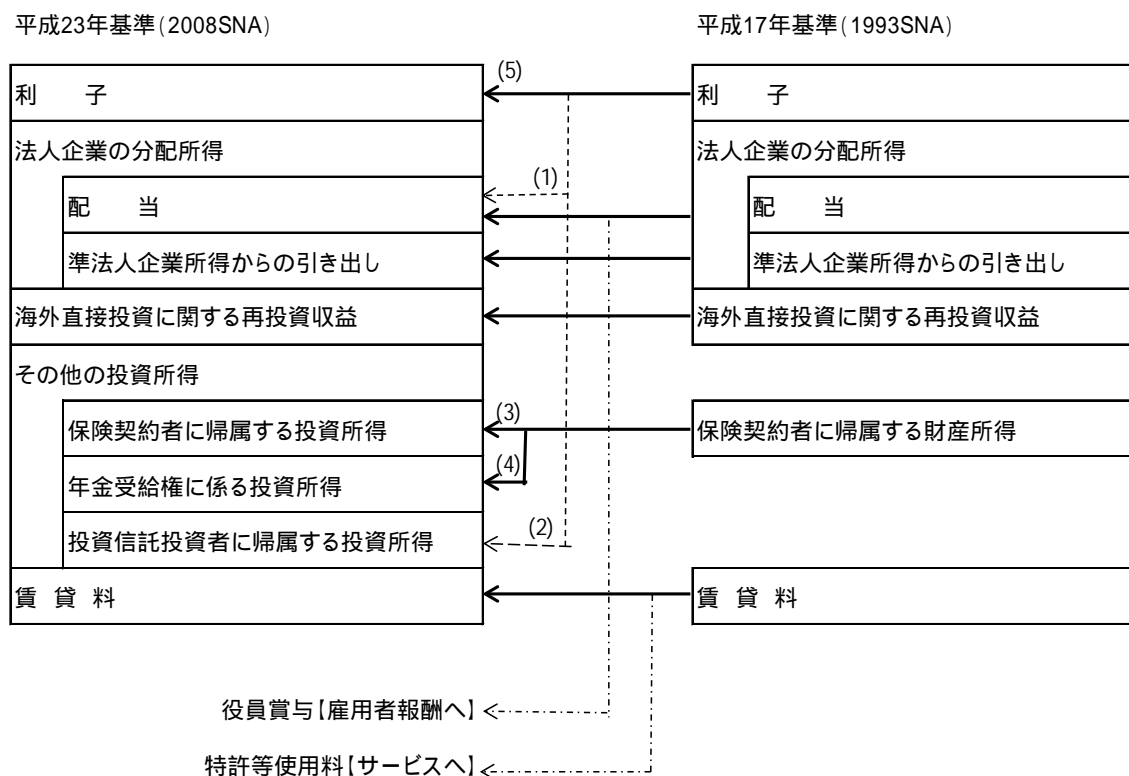 平成23年基準(2008SNA)
平成17年基準(1993SNA)
利　　子
(5)
利　　子
法人企業の分配所得
法人企業の分配所得
(1)
配　　当
配　　当
準法人企業所得からの引き出し
準法人企業所得からの引き出し
海外直接投資に関する再投資収益
海外直接投資に関する再投資収益
その他の投資所得
保険契約者に帰属する投資所得
(3)
保険契約者に帰属する財産所得
年金受給権に係る投資所得
(4)
投資信託投資者に帰属する投資所得
(2)
賃 貸 料
賃 貸 料
役員賞与【雇用者報酬へ】
特許等使用料【サービスへ】